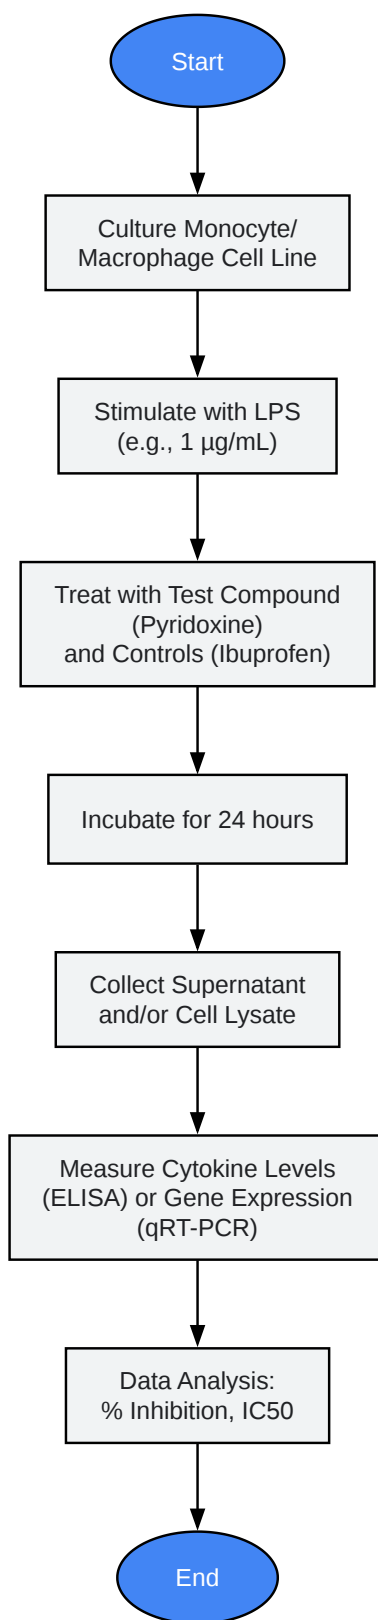 Start
Culture Monocyte/
Macrophage Cell Line
Stimulate with LPS
(e.g., 1 µg/mL)
Treat with Test Compound
(Pyridoxine)
and Controls (Ibuprofen)
Incubate for 24 hours
Collect Supernatant
and/or Cell Lysate
Measure Cytokine Levels
(ELISA) or Gene Expression
(qRT-PCR)
Data Analysis:
% Inhibition, IC50
End